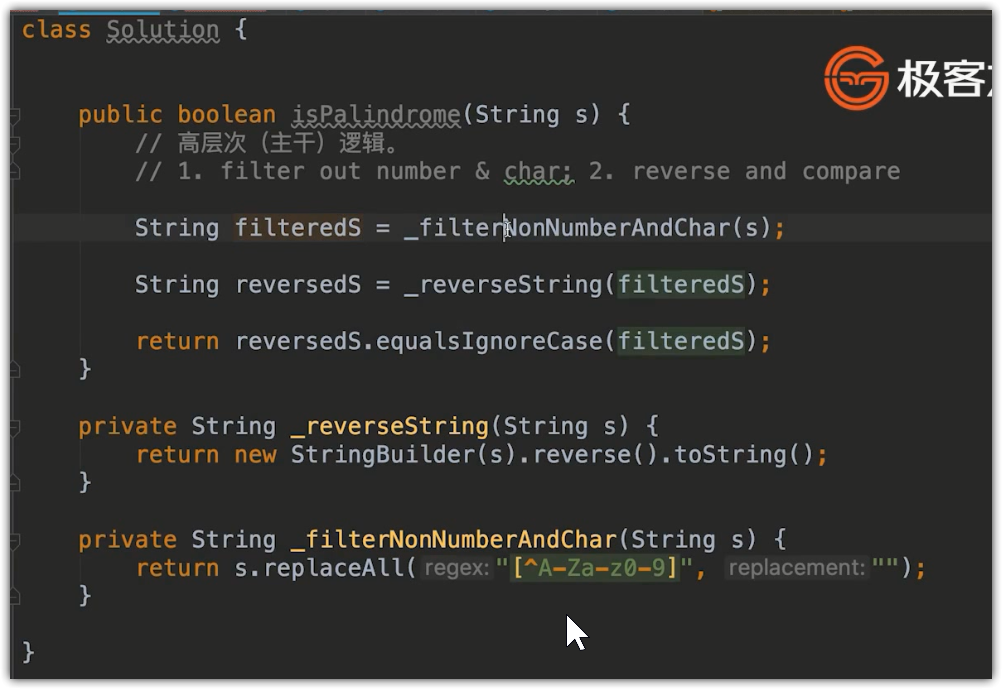 class Solution {
极客
public boolean isPalindrome(String s) {
// 高层次（主干）逻辑。
// 1. filter out number & char; 2. reverse and compare
String filteredS = _filterNonNumberAndChar(s);
String reversedS = _reverseString(filteredS);
return reversedS.equalsIgnoreCase(filteredS);
}
private String _reverseString(String s) {
return new StringBuilder(s).reverse().toString();
}
private String _filterNonNumberAndChar(String s) {
return s.replaceAll( regex: "[^A-Za-z0-9]", replacement: "");
}
}